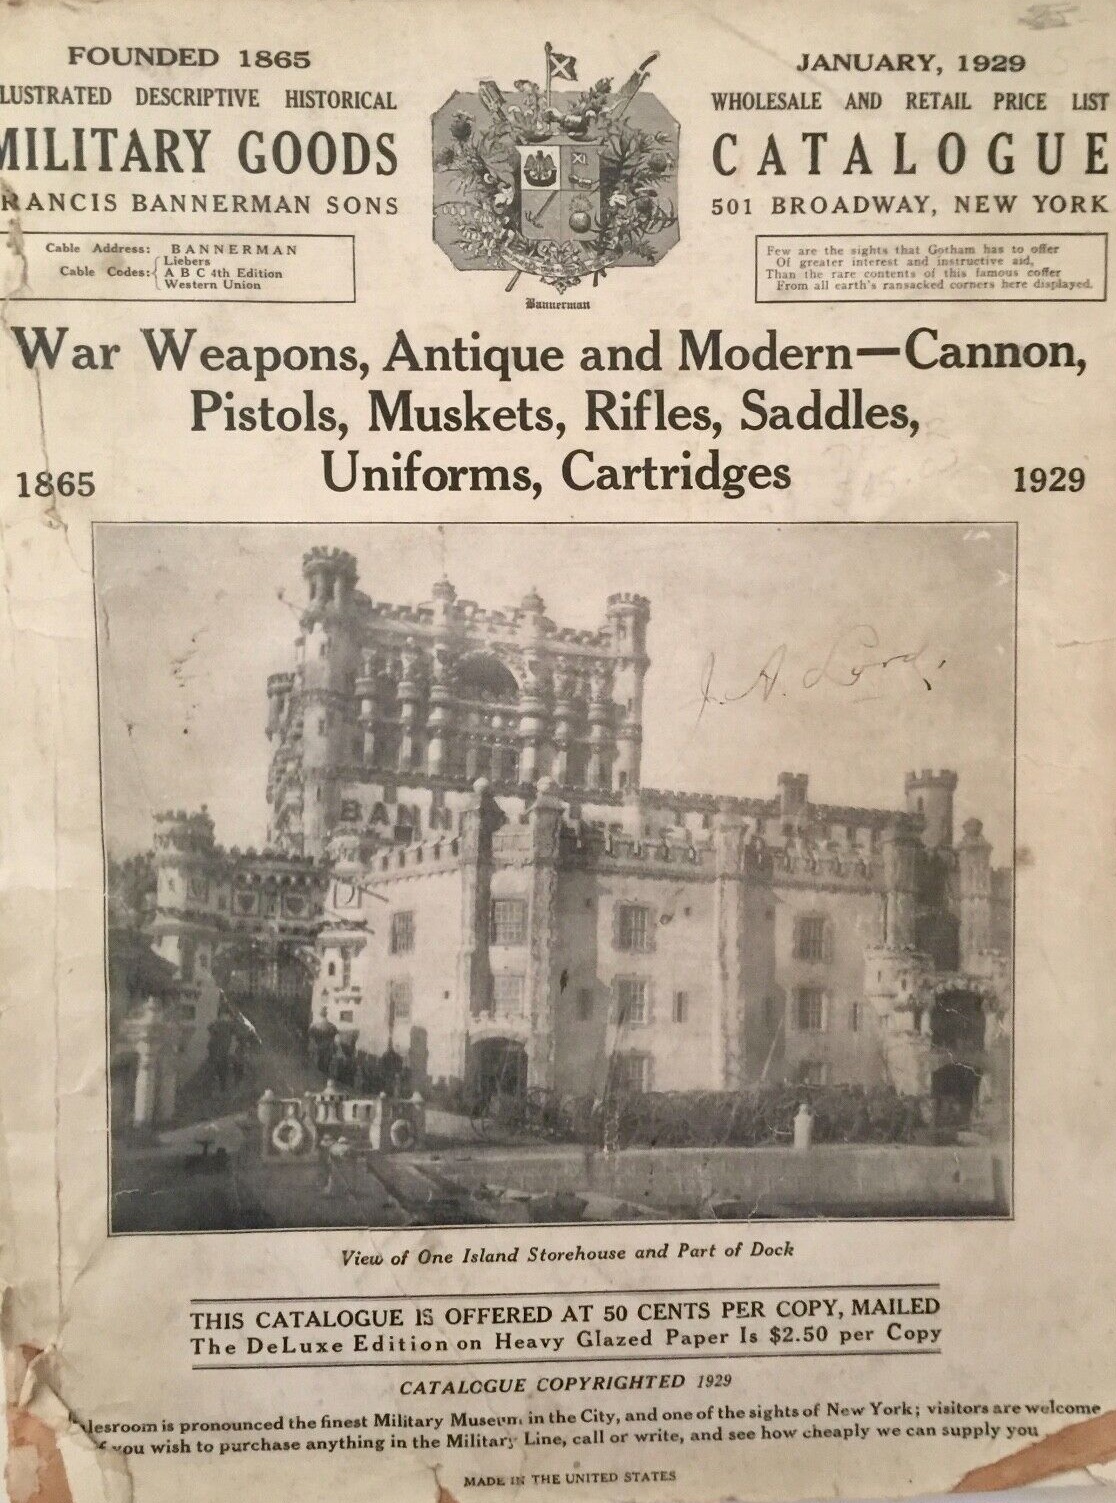 FOUNDED 1865
LUSTRATED DESCRIPTIVE HISTORICAL
MILITARY GOODS
RANCIS BANNERMAN SONS
Cable Address: BANNERMAN
Cable Codes: { Liebers
A B C 4th Edition
Western Union
Bannerman
JANUARY, 1929
WHOLESALE AND RETAIL PRICE LIST
CATALOGUE
501 BROADWAY, NEW YORK
Few are the sights that Gotham has to offer
Of greater interest and instructive aid,
Than the rare contents of this famous coffer
From all earth's ransacked corners here displayed.
War Weapons, Antique and Modern—Cannon,
Pistols, Muskets, Rifles, Saddles,
Uniforms, Cartridges
1865
1929
J. A. Lord.
BANN
View of One Island Storehouse and Part of Dock
THIS CATALOGUE IS OFFERED AT 50 CENTS PER COPY, MAILED
The DeLuxe Edition on Heavy Glazed Paper Is $2.50 per Copy
CATALOGUE COPYRIGHTED 1929
lesroom is pronounced the finest Military Museum in the City, and one of the sights of New York; visitors are welcome
f you wish to purchase anything in the Military Line, call or write, and see how cheaply we can supply you
MADE IN THE UNITED STATES